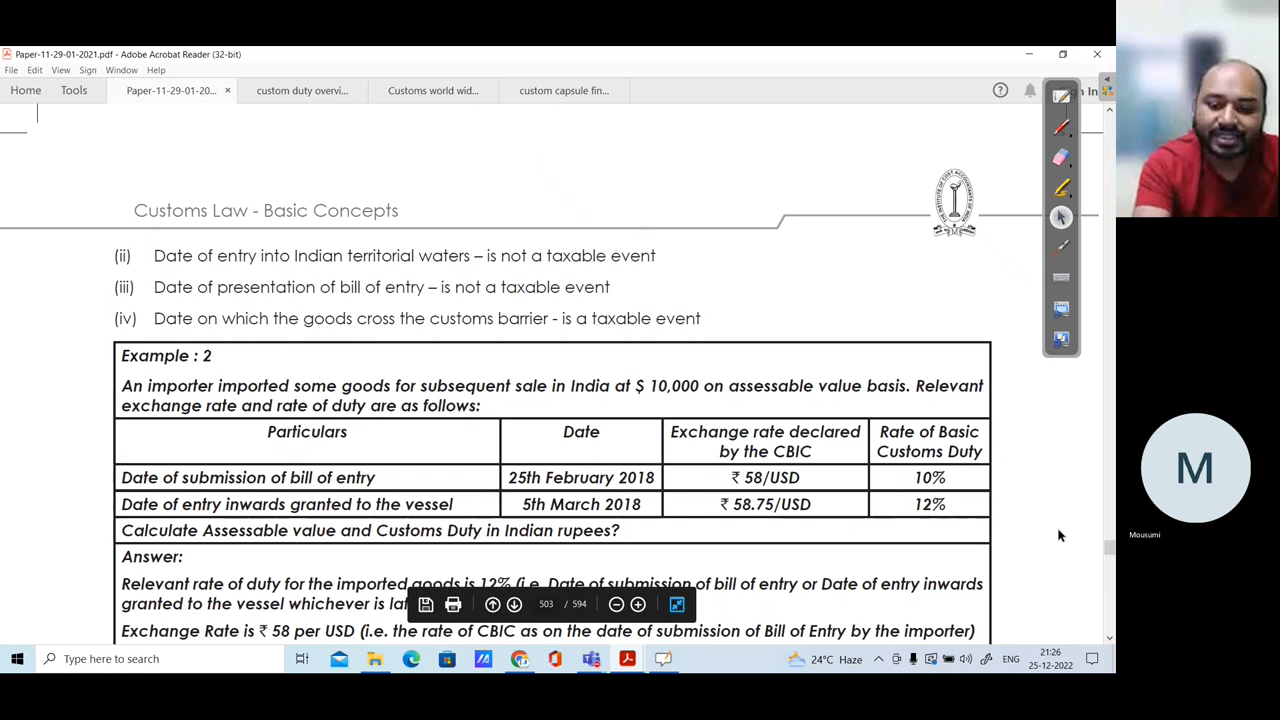 Paper-11-29-01-2021.pdf - Adobe Acrobat Reader (32-bit)
File Edit View Sign Window Help
Home Tools Paper-11-29-01-20... × custom duty overvi... Customs world wid... custom capsule fin... Sign In
Customs Law - Basic Concepts
(ii) Date of entry into Indian territorial waters – is not a taxable event
(iii) Date of presentation of bill of entry – is not a taxable event
(iv) Date on which the goods cross the customs barrier - is a taxable event
Example : 2
An importer imported some goods for subsequent sale in India at $ 10,000 on assessable value basis. Relevant
exchange rate and rate of duty are as follows:
Particulars Date Exchange rate declared by the CBIC Rate of Basic Customs Duty
Date of submission of bill of entry 25th February 2018 ₹ 58/USD 10%
Date of entry inwards granted to the vessel 5th March 2018 ₹ 58.75/USD 12%
Calculate Assessable value and Customs Duty in Indian rupees?
Answer:
Relevant rate of duty for the imported goods is 12% (i.e. Date of submission of bill of entry or Date of entry inwards
granted to the vessel whichever is
503 / 594
Exchange Rate is ₹ 58 per USD (i.e. the rate of CBIC as on the date of submission of Bill of Entry by the importer)
M
Mousumi
Type here to search
24°C Haze
ENG
21:26
25-12-2022